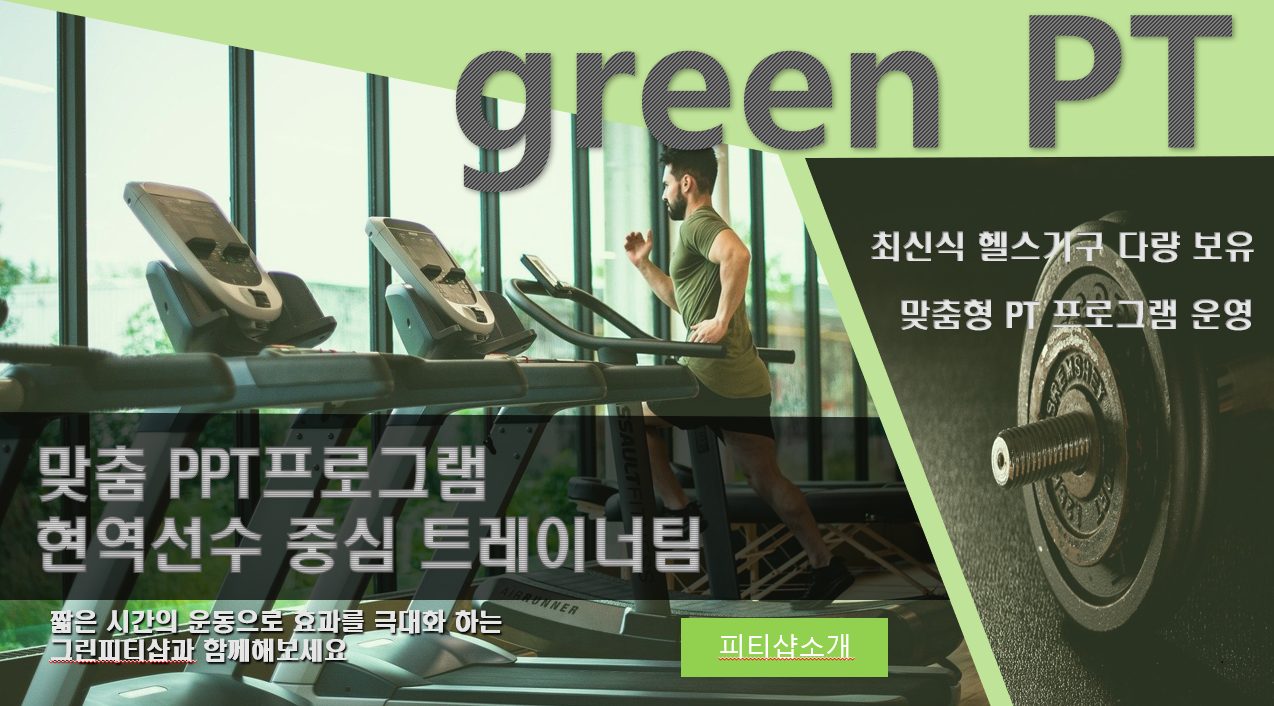 green PT
최신식 헬스기구 다량 보유
맞춤형 PT 프로그램 운영
맞춤 PPT프로그램
현역선수 중심 트레이너팀
짧은 시간의 운동으로 효과를 극대화 하는
그린피티샵과 함께해보세요
피티샵소개
AIRRUNNER
ASSAULT